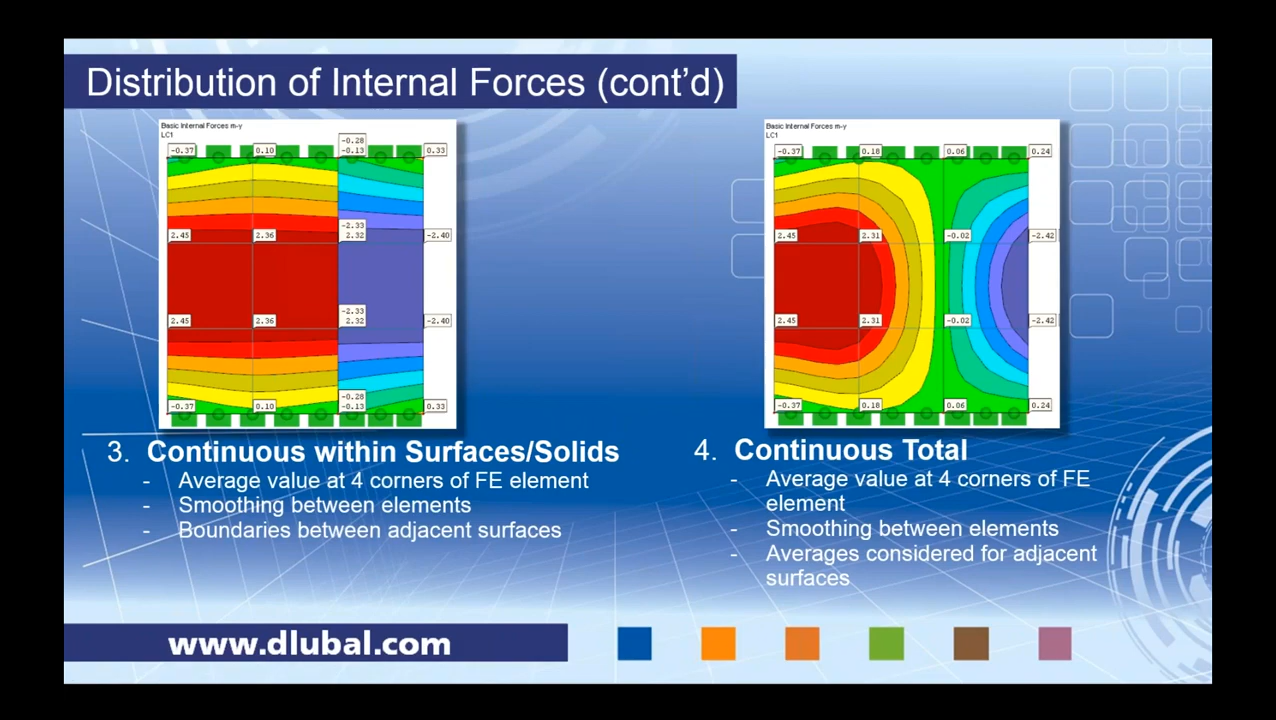 Distribution of Internal Forces (cont'd)
Basic Internal Forces m-y
LC1
-0.37
0.10
-0.28
-0.13
0.33
2.45
2.36
-2.33
2.32
-2.40
2.45
2.36
-2.33
2.32
-2.40
-0.37
0.10
-0.28
-0.13
0.33
3. Continuous within Surfaces/Solids
- Average value at 4 corners of FE element
- Smoothing between elements
- Boundaries between adjacent surfaces
Basic Internal Forces m-y
LC1
-0.37
0.18
0.06
0.24
2.45
2.31
-0.02
-2.42
2.45
2.31
-0.02
-2.42
-0.37
0.18
0.06
0.24
4. Continuous Total
- Average value at 4 corners of FE
element
- Smoothing between elements
- Averages considered for adjacent
surfaces
www.dlubal.com